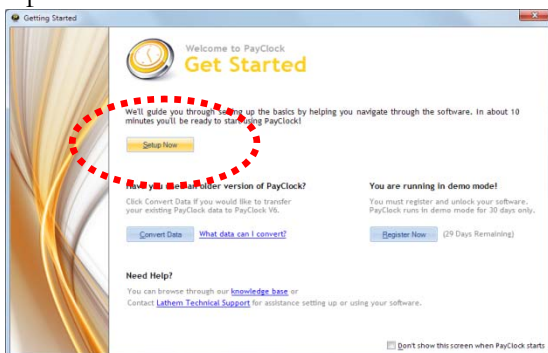 Getting Started
Welcome to PayClock
Get Started
We'll guide you through setting up the basics by helping you navigate through the software. In about 10
minutes you'll be ready to start using PayClock!
Setup Now
Have you used an older version of PayClock?
Click Convert Data if you would like to transfer
your existing PayClock data to PayClock V6.
Convert Data What data can I convert?
You are running in demo mode!
You must register and unlock your software.
PayClock runs in demo mode for 30 days only.
Register Now (29 Days Remaining)
Need Help?
You can browse through our knowledge base or
Contact Lathem Technical Support for assistance setting up or using your software.
Don't show this screen when PayClock starts